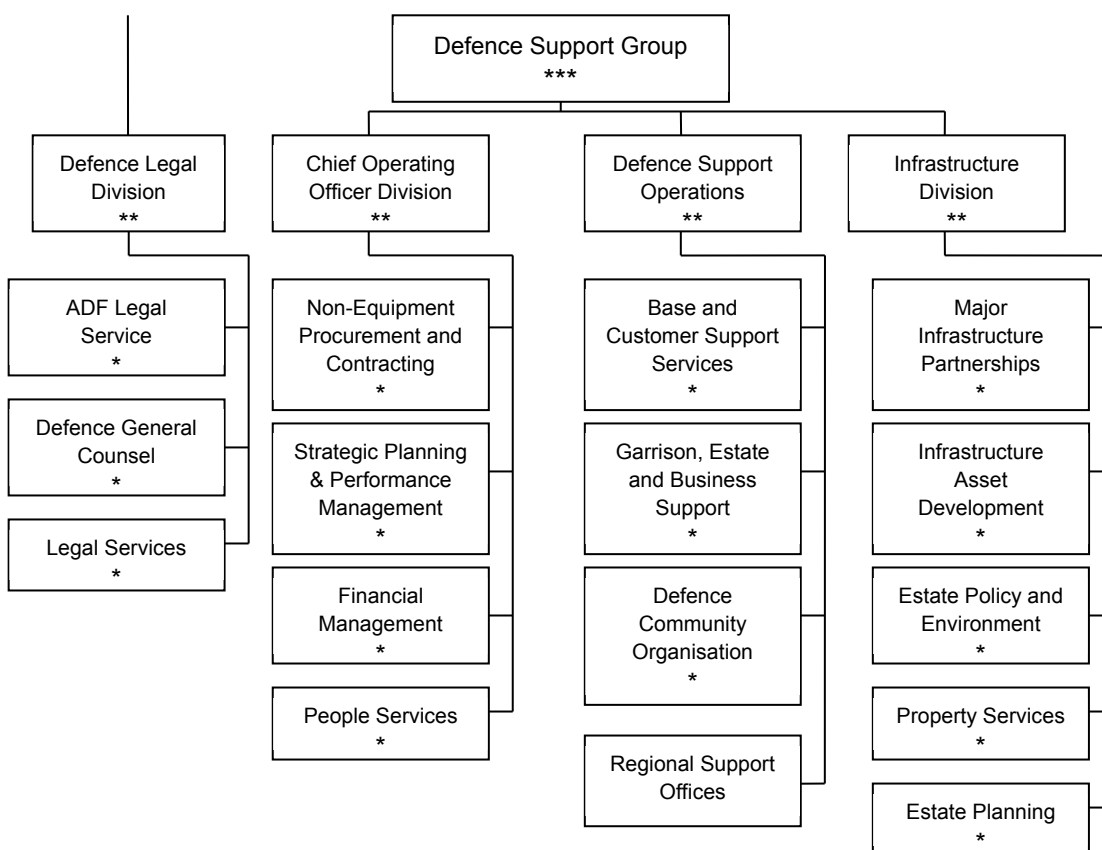 Defence Support Group
***
Defence Legal
Division
**
Chief Operating
Officer Division
**
Defence Support
Operations
**
Infrastructure
Division
**
ADF Legal
Service
*
Defence General
Counsel
*
Legal Services
*
Non-Equipment
Procurement and
Contracting
*
Strategic Planning
& Performance
Management
*
Financial
Management
*
People Services
*
Base and
Customer Support
Services
*
Garrison, Estate
and Business
Support
*
Defence
Community
Organisation
*
Regional Support
Offices
Major
Infrastructure
Partnerships
*
Infrastructure
Asset
Development
*
Estate Policy and
Environment
*
Property Services
*
Estate Planning
*